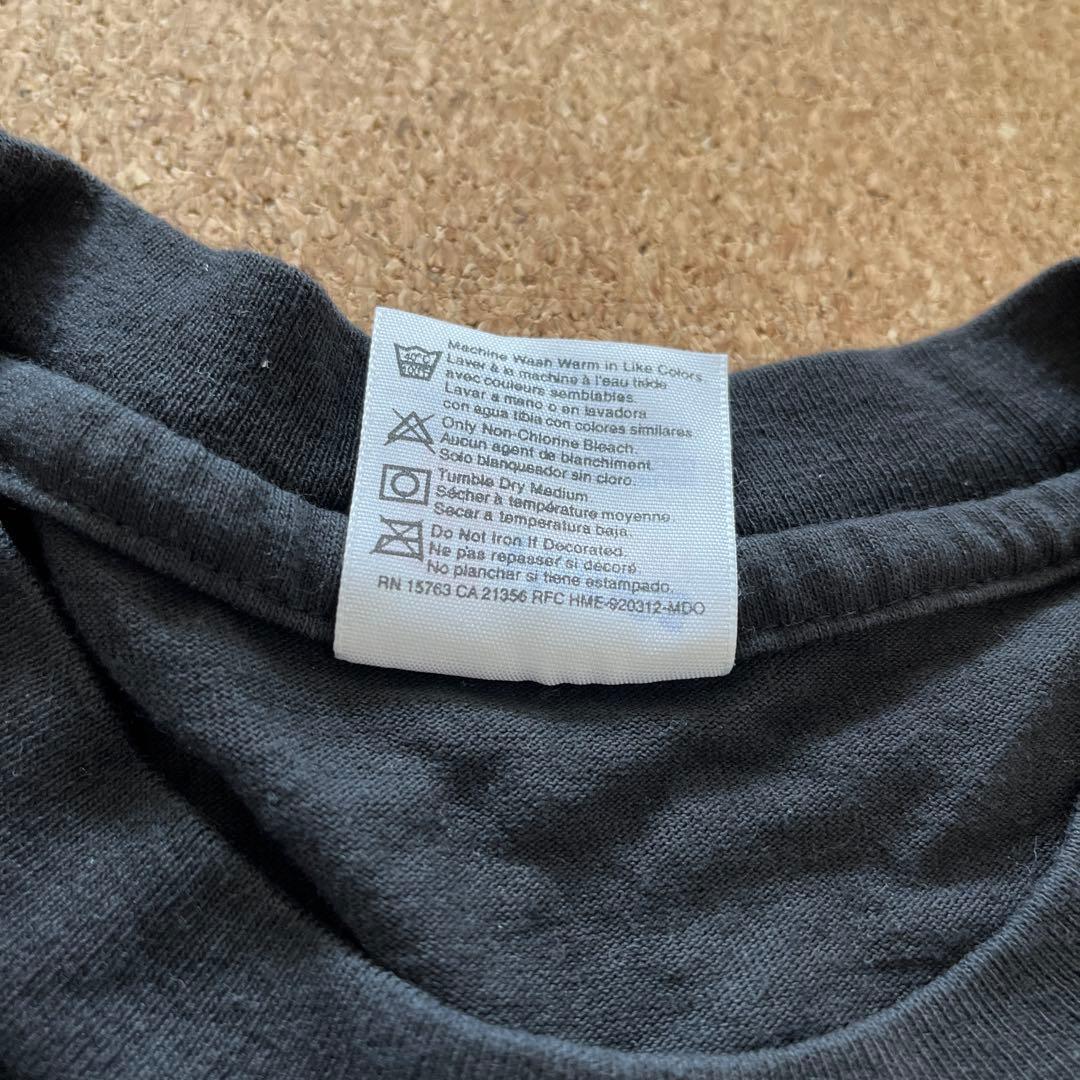 Machine Wash Warm in Like Colors
Laver à la machine à l'eau tiède
avec couleurs semblables.
Lavar a mano o en lavadora
con agua tibia con colores similares
Only Non-Chlorine Bleach.
Aucun agent de blanchiment.
Solo blanqueador sin cloro.
Tumble Dry Medium
Sécher à température moyenne.
Secar a temperatura baja.
Do Not Iron If Decorated.
Ne pas repasser si décoré
No planchar si tiene estampado.
RN 15763 CA 21356 RFC HME-920312-MDO